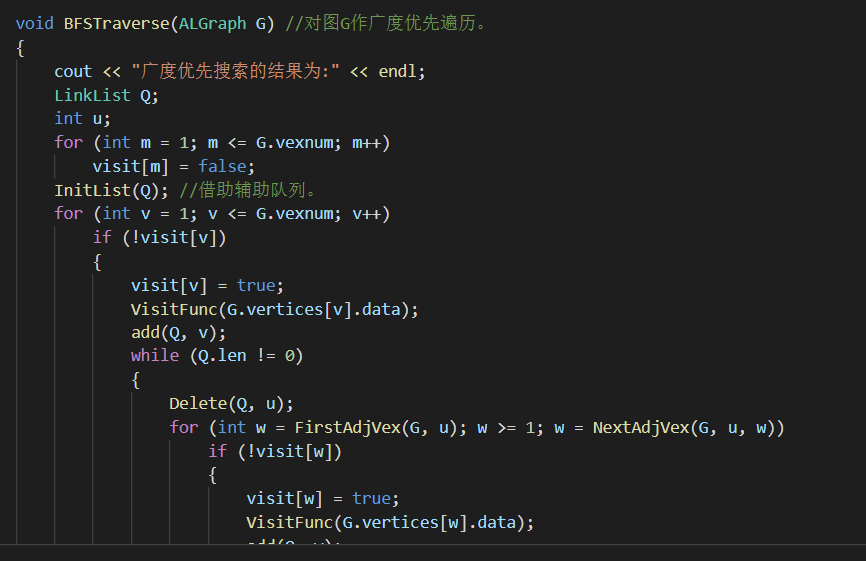 void BFSTraverse(ALGraph G) //对图G作广度优先遍历。
{
    cout << "广度优先搜索的结果为:" << endl;
    LinkList Q;
    int u;
    for (int m = 1; m <= G.vexnum; m++)
        visit[m] = false;
    InitList(Q); //借助辅助队列。
    for (int v = 1; v <= G.vexnum; v++)
        if (!visit[v])
        {
            visit[v] = true;
            VisitFunc(G.vertices[v].data);
            add(Q, v);
            while (Q.len != 0)
            {
                Delete(Q, u);
                for (int w = FirstAdjVex(G, u); w >= 1; w = NextAdjVex(G, u, w))
                    if (!visit[w])
                    {
                        visit[w] = true;
                        VisitFunc(G.vertices[w].data);